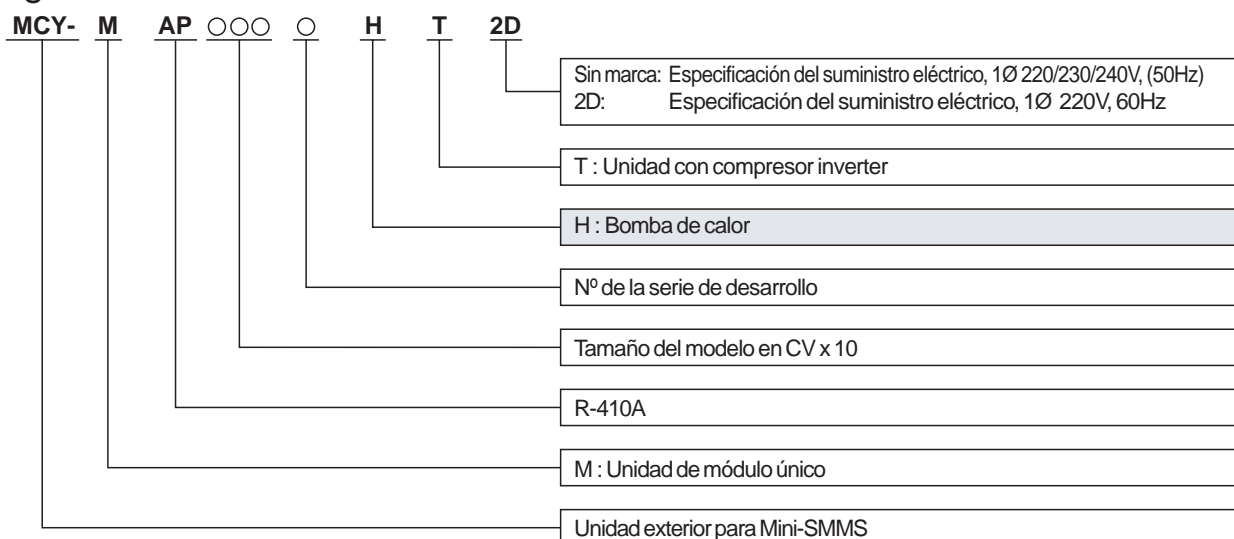 MCY- M AP ○○○ ○ H T 2D
Sin marca: Especificación del suministro eléctrico, 1Ø 220/230/240V, (50Hz)
2D: Especificación del suministro eléctrico, 1Ø 220V, 60Hz
T : Unidad con compresor inverter
H : Bomba de calor
Nº de la serie de desarrollo
Tamaño del modelo en CV x 10
R-410A
M : Unidad de módulo único
Unidad exterior para Mini-SMMS